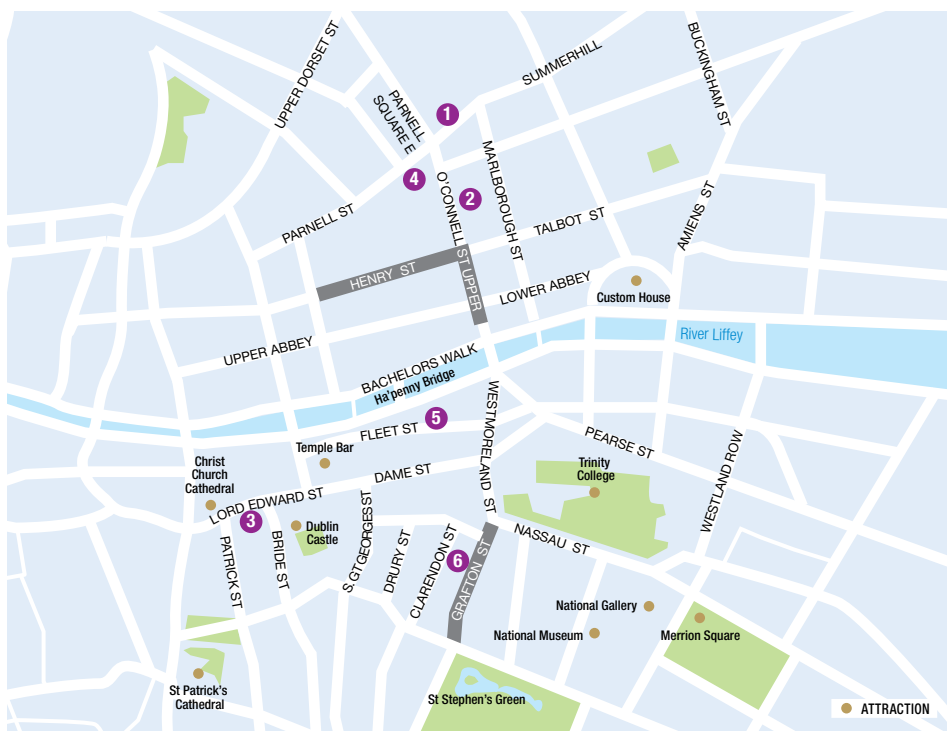 UPPER DORSET ST
SUMMERHILL
BUCKINGHAM ST
PARNELL
SQUARE E
1
4
2
O'CONNELL ST UPPER
MARLBOROUGH ST
PARNELL ST
TALBOT ST
AMIENS ST
HENRY ST
LOWER ABBEY
Custom House
UPPER ABBEY
River Liffey
BACHELORS WALK
Ha'penny Bridge
WESTMORELAND ST
5
FLEET ST
PEARSE ST
WESTLAND ROW
Temple Bar
Christ
Church
Cathedral
DAME ST
Trinity
College
LORD EDWARD ST
3
Dublin
Castle
S.GT GEORGES ST
PATRICK ST
BRIDE ST
DRURY ST
CLARENDON ST
6
GRAFTON ST
NASSAU ST
National Gallery
National Museum
Merrion Square
St Patrick's
Cathedral
St Stephen's Green
ATTRACTION